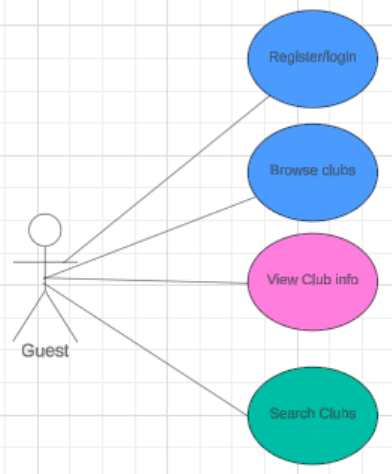 Register/login
Browse clubs
View Club info
Guest
Search Clubs